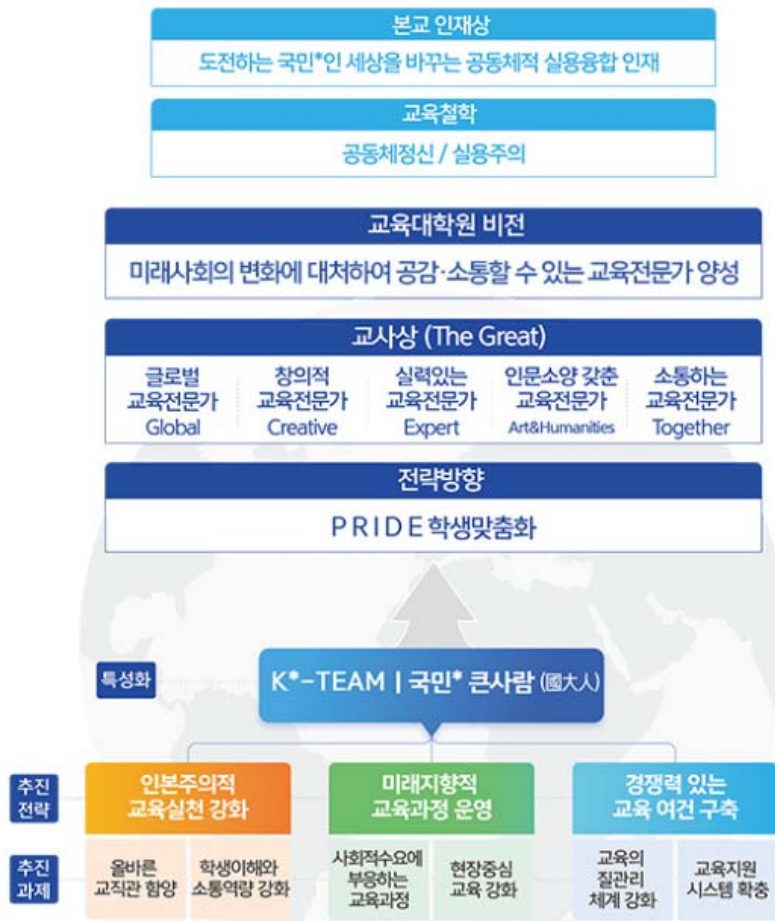 본교 인재상
도전하는 국민*인 세상을 바꾸는 공동체적 실용융합 인재
교육철학
공동체정신 / 실용주의
교육대학원 비전
미래사회의 변화에 대처하여 공감·소통할 수 있는 교육전문가 양성
교사상 (The Great)
글로벌
교육전문가
Global
창의적
교육전문가
Creative
실력있는
교육전문가
Expert
인문소양 갖춘
교육전문가
Art&Humanities
소통하는
교육전문가
Together
전략방향
P R I D E 학생맞춤화
특성화
K*-TEAM | 국민* 큰사람 (國大人)
추진
전략
인본주의적
교육실천 강화
미래지향적
교육과정 운영
경쟁력 있는
교육 여건 구축
추진
과제
올바른
교직관 함양
학생이해와
소통역량 강화
사회적수요에
부응하는
교육과정
현장중심
교육 강화
교육의
질관리
체계 강화
교육지원
시스템 확충